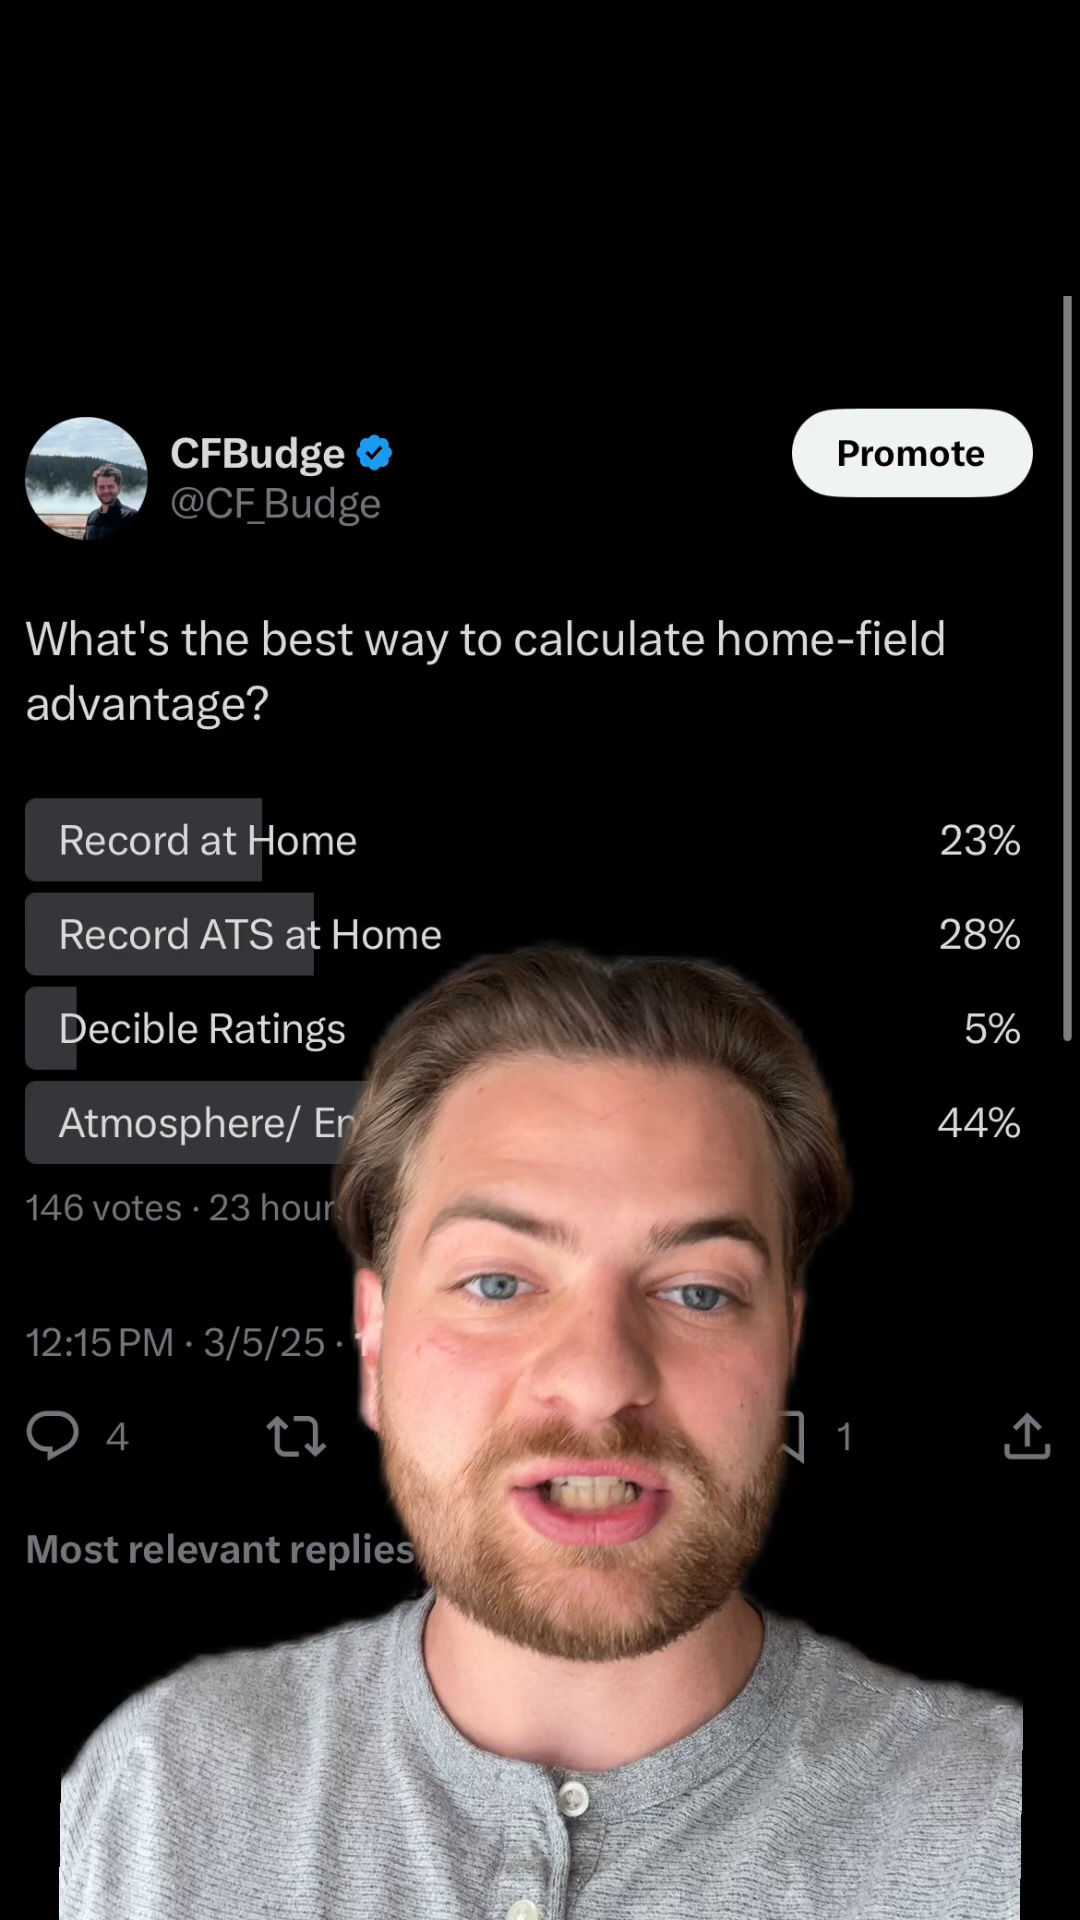 CFBudge
Promote
@CF_Budge
What's the best way to calculate home-field
advantage?
Record at Home 23%
Record ATS at Home 28%
Decible Ratings 5%
Atmosphere/ 44%
146 votes · 23
12:15 PM · 3/5/25 ·
4
1
Most relevant replies